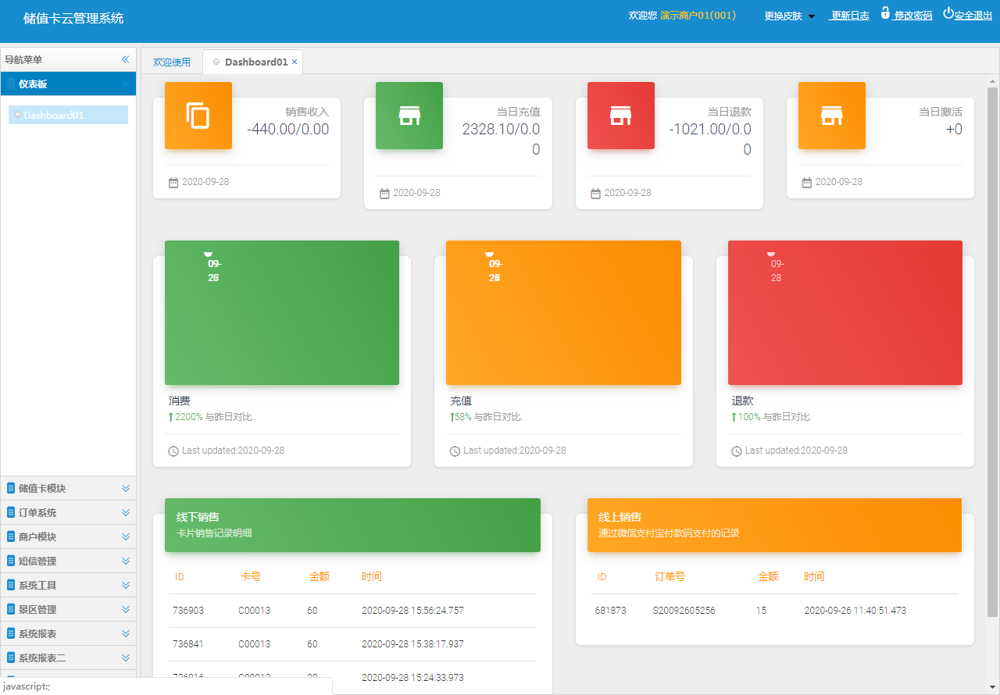 储值卡云管理系统
欢迎您 演示商户01(001)
更换皮肤
更新日志
修改密码
安全退出
导航菜单
仪表板
Dashboard01
储值卡模块
订单系统
商户模块
短信管理
系统工具
景区管理
系统报表
系统报表二
javascript:;
欢迎使用
Dashboard01
销售收入
-440.00/0.00
2020-09-28
当日充值
2328.10/0.0
0
2020-09-28
当日退款
-1021.00/0.0
0
2020-09-28
当日激活
+0
2020-09-28
09-
消费
2200% 与昨日对比.
Last updated:2020-09-28
09-
充值
58% 与昨日对比.
Last updated:2020-09-28
09-
28
退款
100% 与昨日对比.
Last updated:2020-09-28
线下销售
卡片销售记录明细
ID 卡号 金额 时间
736903 C00013 60 2020-09-28 15:56:24.757
736841 C00013 60 2020-09-28 15:38:17.937
736816 C00013 20 2020-09-28 15:24:33.973
线上销售
通过微信支付宝付款码支付的记录
ID 订单号 金额 时间
681873 S20092605256 15 2020-09-26 11:40:51.473